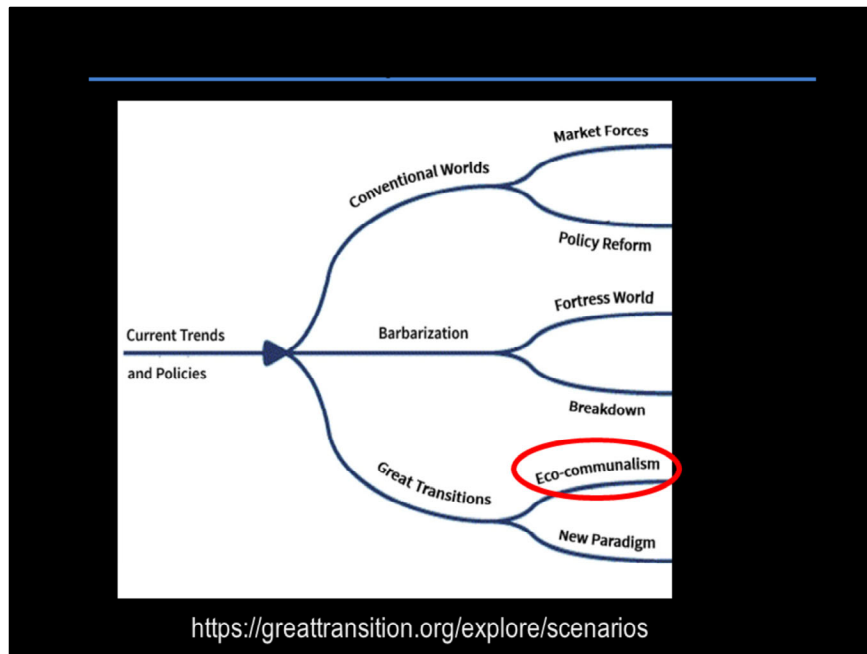 Market Forces
Conventional Worlds
Policy Reform
Fortress World
Current Trends
and Policies
Barbarization
Breakdown
Great Transitions
Eco-communalism
New Paradigm
https://greattransition.org/explore/scenarios